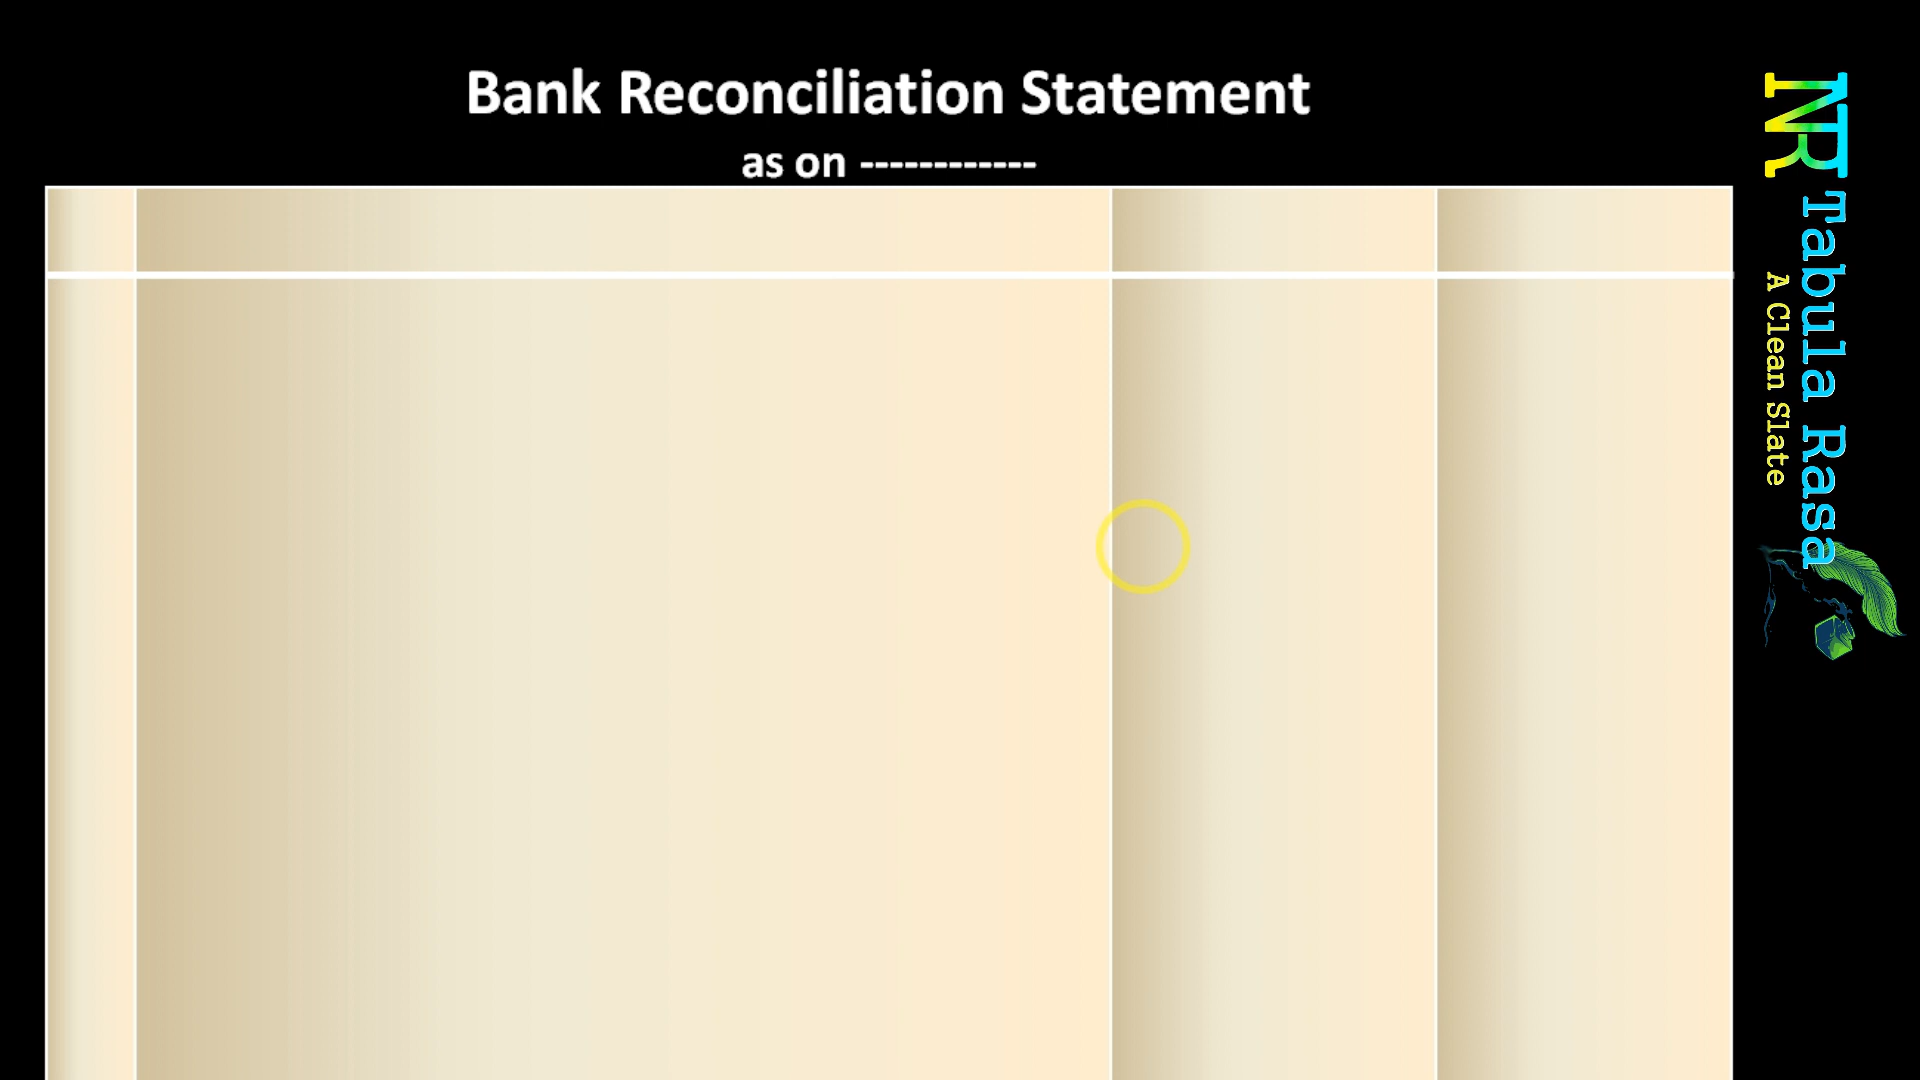 Bank Reconciliation Statement
as on ------------
NR
Tabula Rasa
A Clean Slate